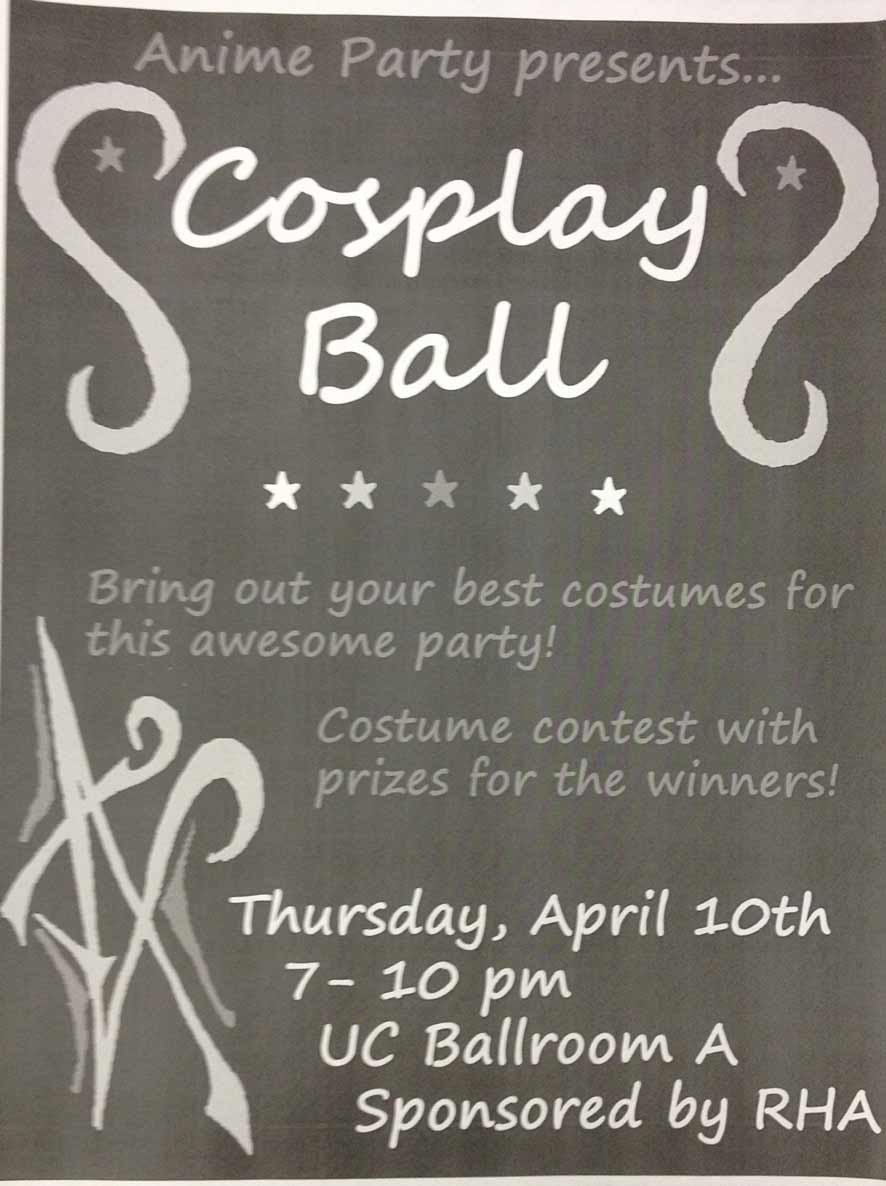 Anime Party presents...
Cosplay
Ball
Bring out your best costumes for
this awesome party!
Costume contest with
prizes for the winners!
Thursday, April 10th
7- 10 pm
UC Ballroom A
Sponsored by RHA